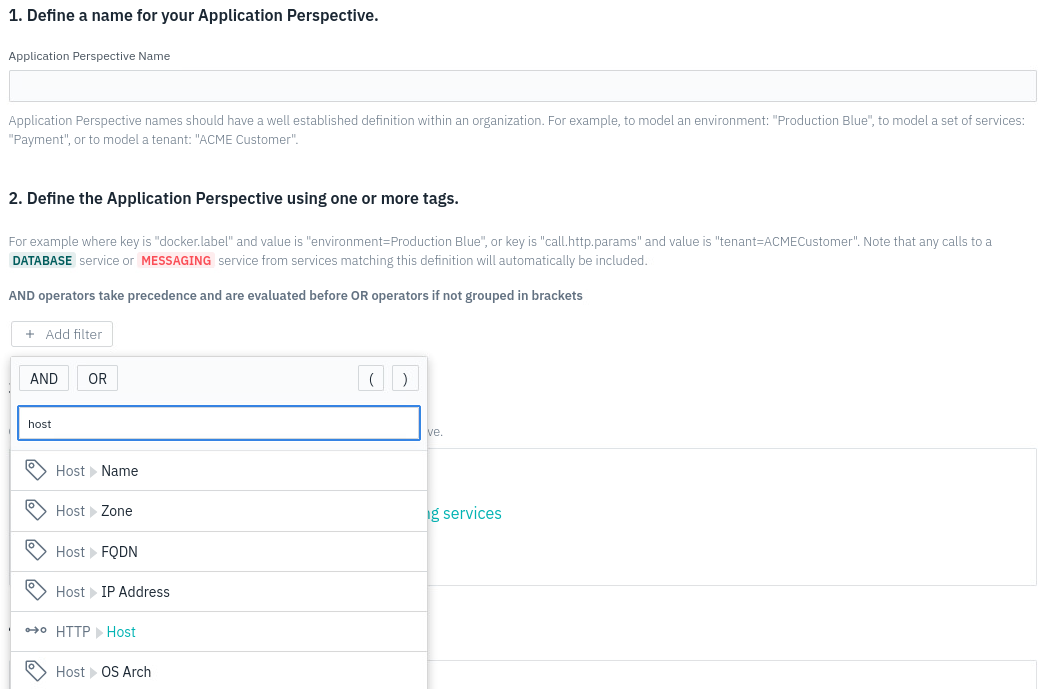 1. Define a name for your Application Perspective.
Application Perspective Name
Application Perspective names should have a well established definition within an organization. For example, to model an environment: "Production Blue", to model a set of services:
"Payment", or to model a tenant: "ACME Customer".
2. Define the Application Perspective using one or more tags.
For example where key is "docker.label" and value is "environment=Production Blue", or key is "call.http.params" and value is "tenant=ACMECustomer". Note that any calls to a
DATABASE service or MESSAGING service from services matching this definition will automatically be included.
AND operators take precedence and are evaluated before OR operators if not grouped in brackets
+ Add filter
AND OR ( )
host
ve.
Host Name
Host Zone
ng services
Host FQDN
Host IP Address
HTTP Host
Host OS Arch